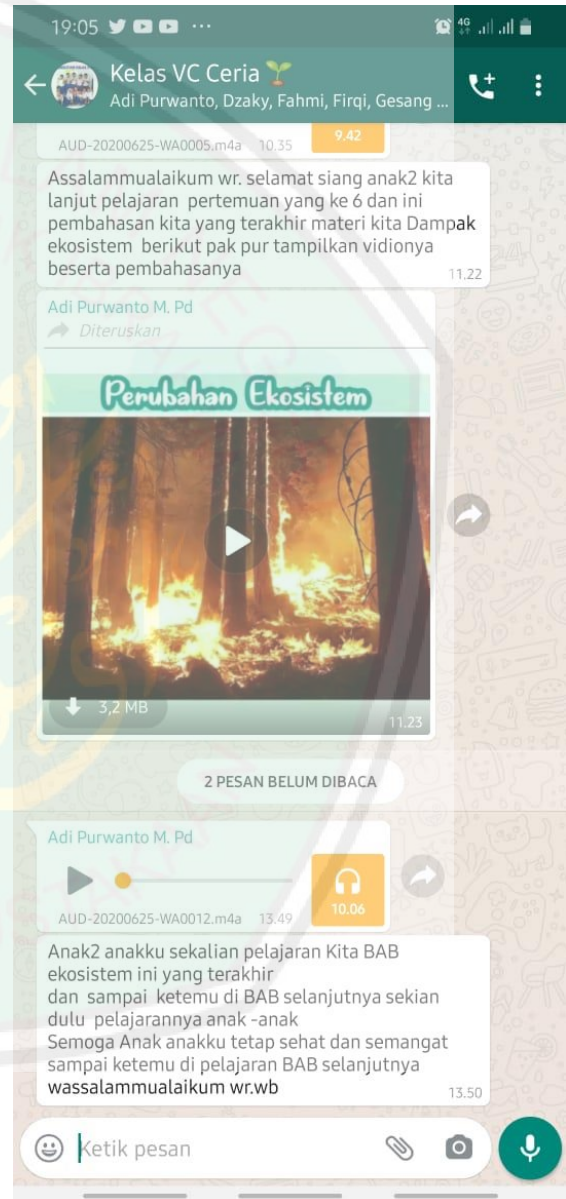 19:05
4G
Kelas VC Ceria
Adi Purwanto, Dzaky, Fahmi, Firqi, Gesang ...
AUD-20200625-WA0005.m4a 10.35
9,42
Assalammualaikum wr. selamat siang anak2 kita
lanjut pelajaran pertemuan yang ke 6 dan ini
pembahasan kita yang terakhir materi kita Dampak
ekosistem berikut pak pur tampilkan vidionya
beserta pembahasanya
11.22
Adi Purwanto M. Pd
Diteruskan
Perubahan Ekosistem
3,2 MB
11.23
2 PESAN BELUM DIBACA
Adi Purwanto M. Pd
AUD-20200625-WA0012.m4a 13.49
10.06
Anak2 anakku sekalian pelajaran Kita BAB
ekosistem ini yang terakhir
dan sampai ketemu di BAB selanjutnya sekian
dulu pelajarannya anak -anak
Semoga Anak anakku tetap sehat dan semangat
sampai ketemu di pelajaran BAB selanjutnya
wassalammualaikum wr.wb
13.50
Ketik pesan